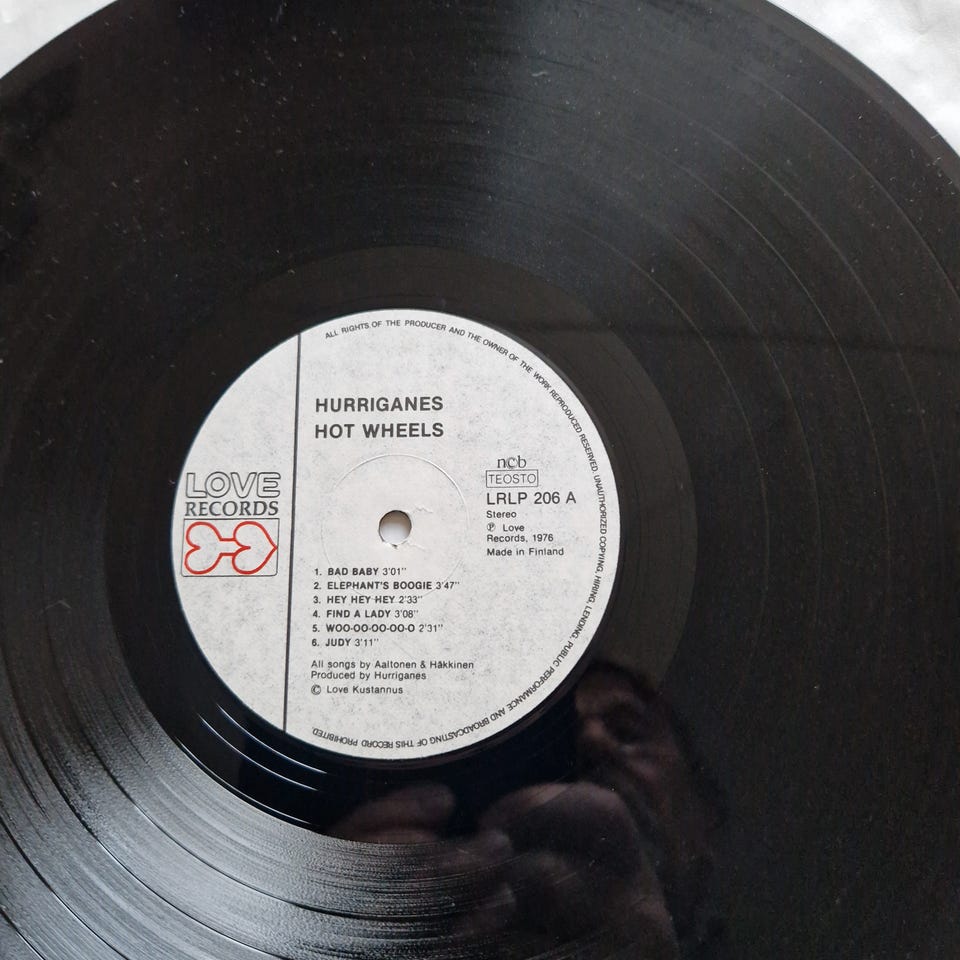 ALL RIGHTS OF THE PRODUCER AND THE OWNER OF THE WORK REPRODUCED RESERVED. UNAUTHORIZED COPYING, HIRING, LENDING, PUBLIC PERFORMANCE AND BROADCASTING OF THIS RECORD PROHIBITED.
HURRIGANES
HOT WHEELS
LOVE
RECORDS
ncb
TEOSTO
LRLP 206 A
Stereo
Ⓟ Love
Records, 1976
Made in Finland
1. BAD BABY 3'01''
2. ELEPHANT'S BOOGIE 3'47''
3. HEY HEY HEY 2'33''
4. FIND A LADY 3'08''
5. WOO-OO-OO-OO-O 2'31''
6. JUDY 3'11''
All songs by Aaltonen & Häkkinen
Produced by Hurriganes
© Love Kustannus